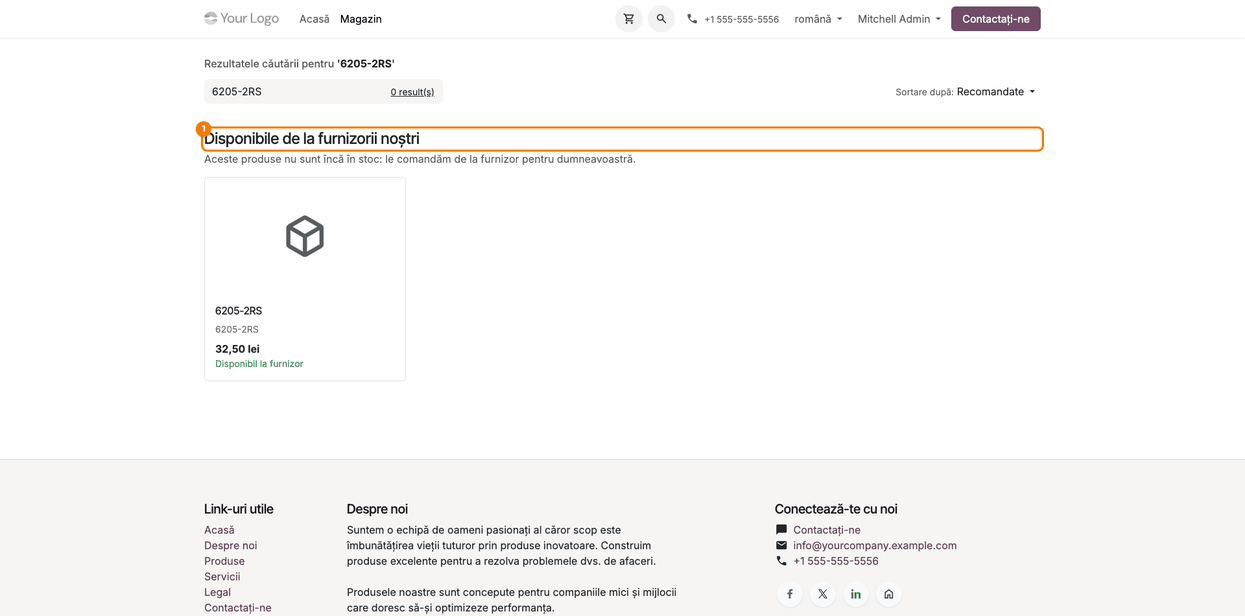 Your Logo
Acasă
Magazin
+1 555-555-5556
română
Mitchell Admin
Contactați-ne
Rezultatele căutării pentru '6205-2RS'
6205-2RS
0 result(s)
Sortare după: Recomandate
1
Disponibile de la furnizorii noștri
Aceste produse nu sunt încă în stoc: le comandăm de la furnizor pentru dumneavoastră.
6205-2RS
6205-2RS
32,50 lei
Disponibil la furnizor
Link-uri utile
Acasă
Despre noi
Produse
Servicii
Legal
Contactați-ne
Despre noi
Suntem o echipă de oameni pasionați al căror scop este
îmbunătățirea vieții tuturor prin produse inovatoare. Construim
produse excelente pentru a rezolva problemele dvs. de afaceri.
Produsele noastre sunt concepute pentru companiile mici și mijlocii
care doresc să-și optimizeze performanța.
Conectează-te cu noi
Contactați-ne
info@yourcompany.example.com
+1 555-555-5556